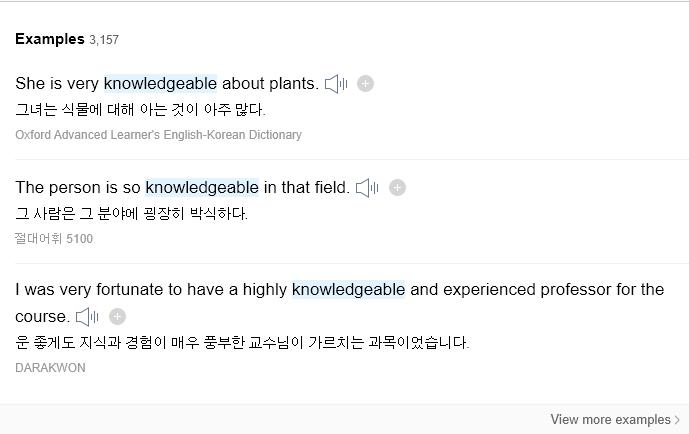 Examples 3,157
She is very knowledgeable about plants.
그녀는 식물에 대해 아는 것이 아주 많다.
Oxford Advanced Learner's English-Korean Dictionary
The person is so knowledgeable in that field.
그 사람은 그 분야에 굉장히 박식하다.
절대어휘 5100
I was very fortunate to have a highly knowledgeable and experienced professor for the
course.
운 좋게도 지식과 경험이 매우 풍부한 교수님이 가르치는 과목이었습니다.
DARAKWON
View more examples